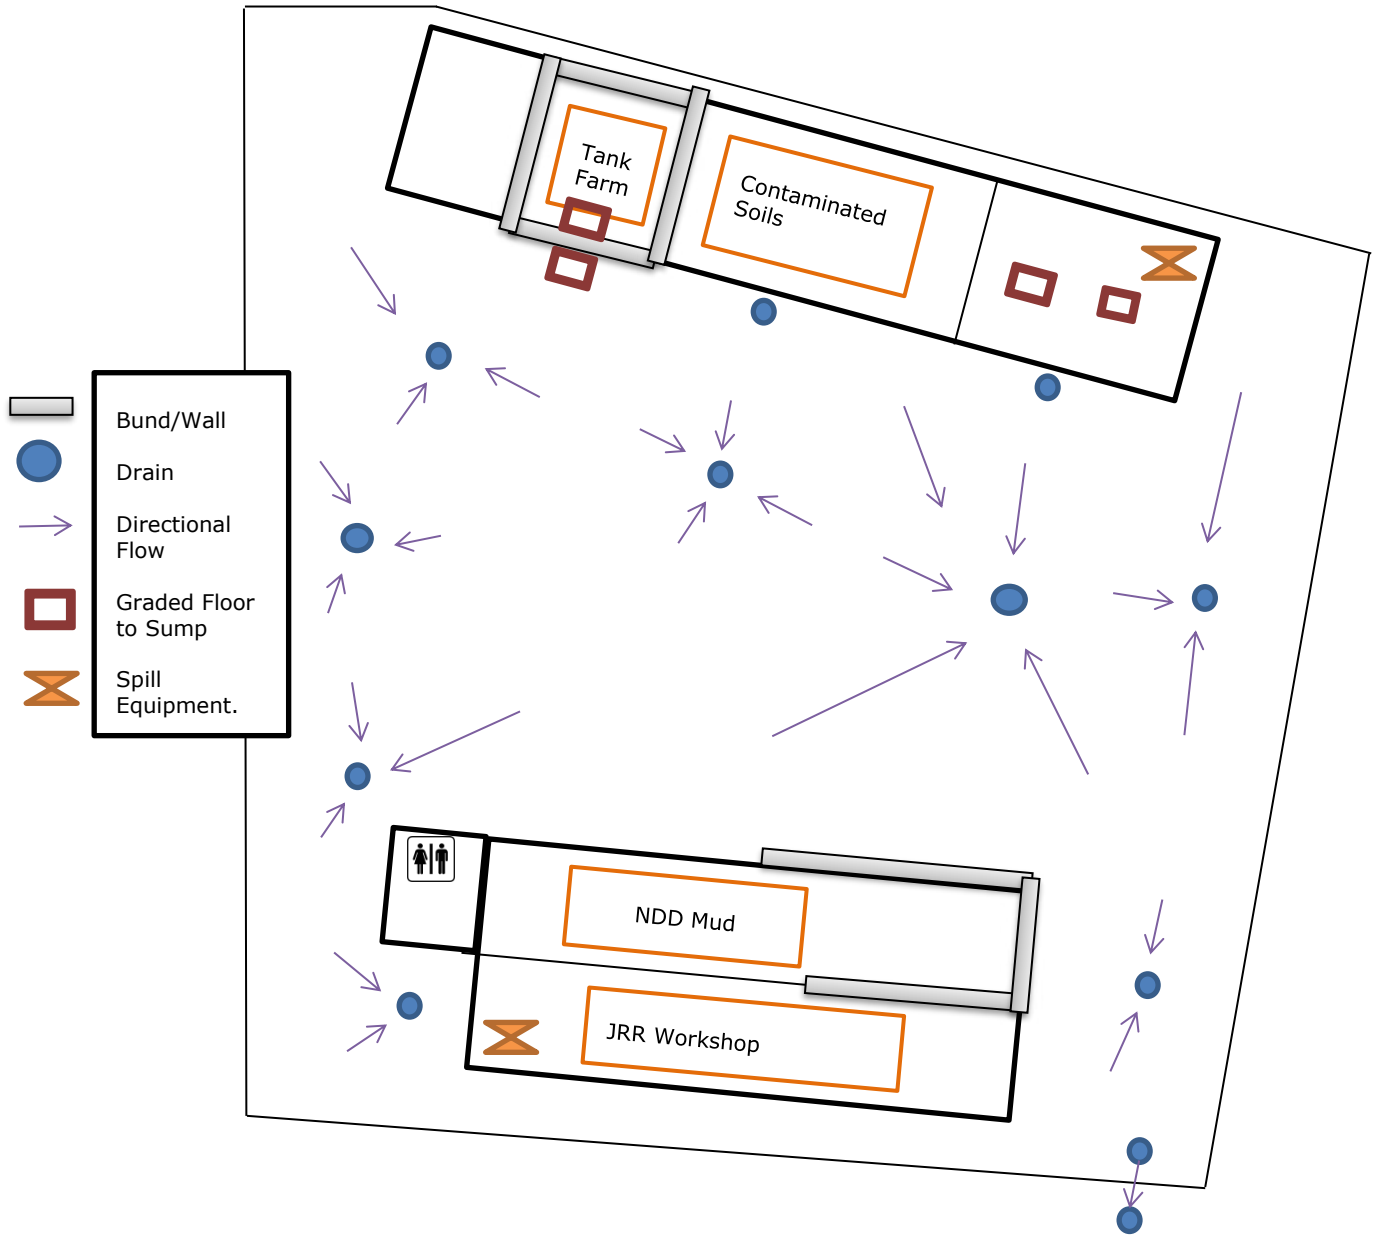 Tank
Farm
Contaminated
Soils
Bund/Wall
Drain
Directional
Flow
Graded Floor
to Sump
Spill
Equipment.
NDD Mud
JRR Workshop